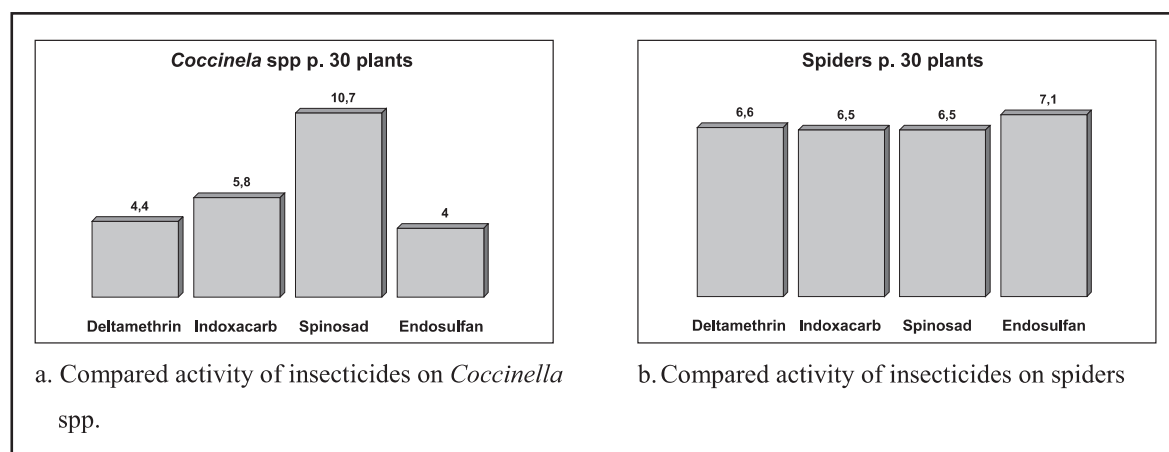 Coccinela spp p. 30 plants
10,7
5,8
4,4
4
Deltamethrin Indoxacarb Spinosad Endosulfan
a. Compared activity of insecticides on Coccinella
spp.
Spiders p. 30 plants
7,1
6,6 6,5 6,5
Deltamethrin Indoxacarb Spinosad Endosulfan
b. Compared activity of insecticides on spiders